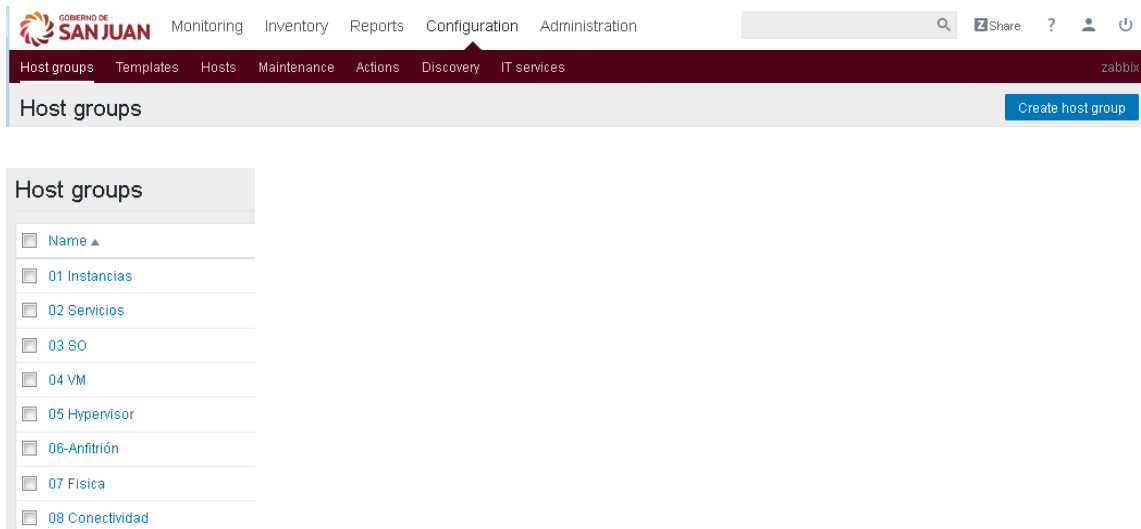 GOBIERNO DE
SAN JUAN
Monitoring Inventory Reports Configuration Administration
Z Share ?
Host groups Templates Hosts Maintenance Actions Discovery IT services zabbix
Host groups Create host group
Host groups
Name
01 Instancias
02 Servicios
03 SO
04 VM
05 Hypervisor
06-Anfitrión
07 Fisica
08 Conectividad